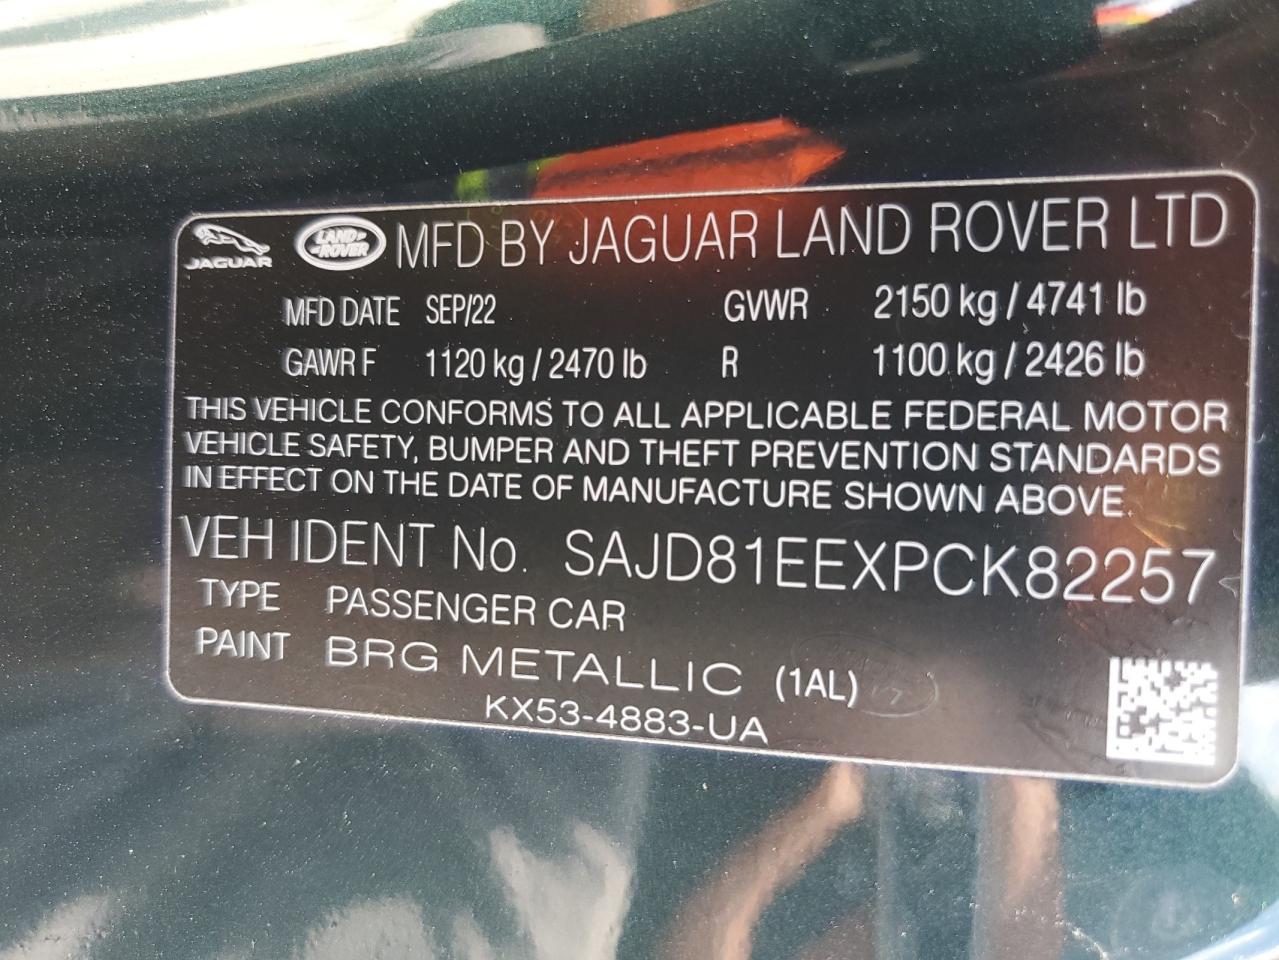 JAGUAR LAND ROVER MFD BY JAGUAR LAND ROVER LTD
MFD DATE SEP/22 GVWR 2150 kg / 4741 lb
GAWR F 1120 kg / 2470 lb R 1100 kg / 2426 lb
THIS VEHICLE CONFORMS TO ALL APPLICABLE FEDERAL MOTOR
VEHICLE SAFETY, BUMPER AND THEFT PREVENTION STANDARDS
IN EFFECT ON THE DATE OF MANUFACTURE SHOWN ABOVE.
VEH IDENT No. SAJD81EEXPCK82257
TYPE PASSENGER CAR
PAINT BRG METALLIC (1AL)
KX53-4883-UA